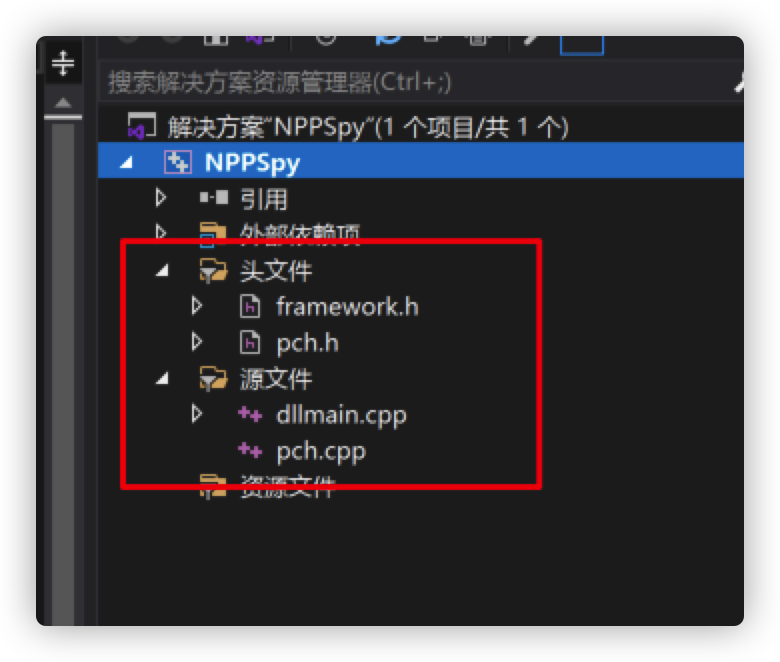 搜索解决方案资源管理器(Ctrl+;)
解决方案"NPPSpy"(1 个项目/共 1 个)
NPPSpy
引用
外部依赖项
头文件
framework.h
pch.h
源文件
dllmain.cpp
pch.cpp
资源文件